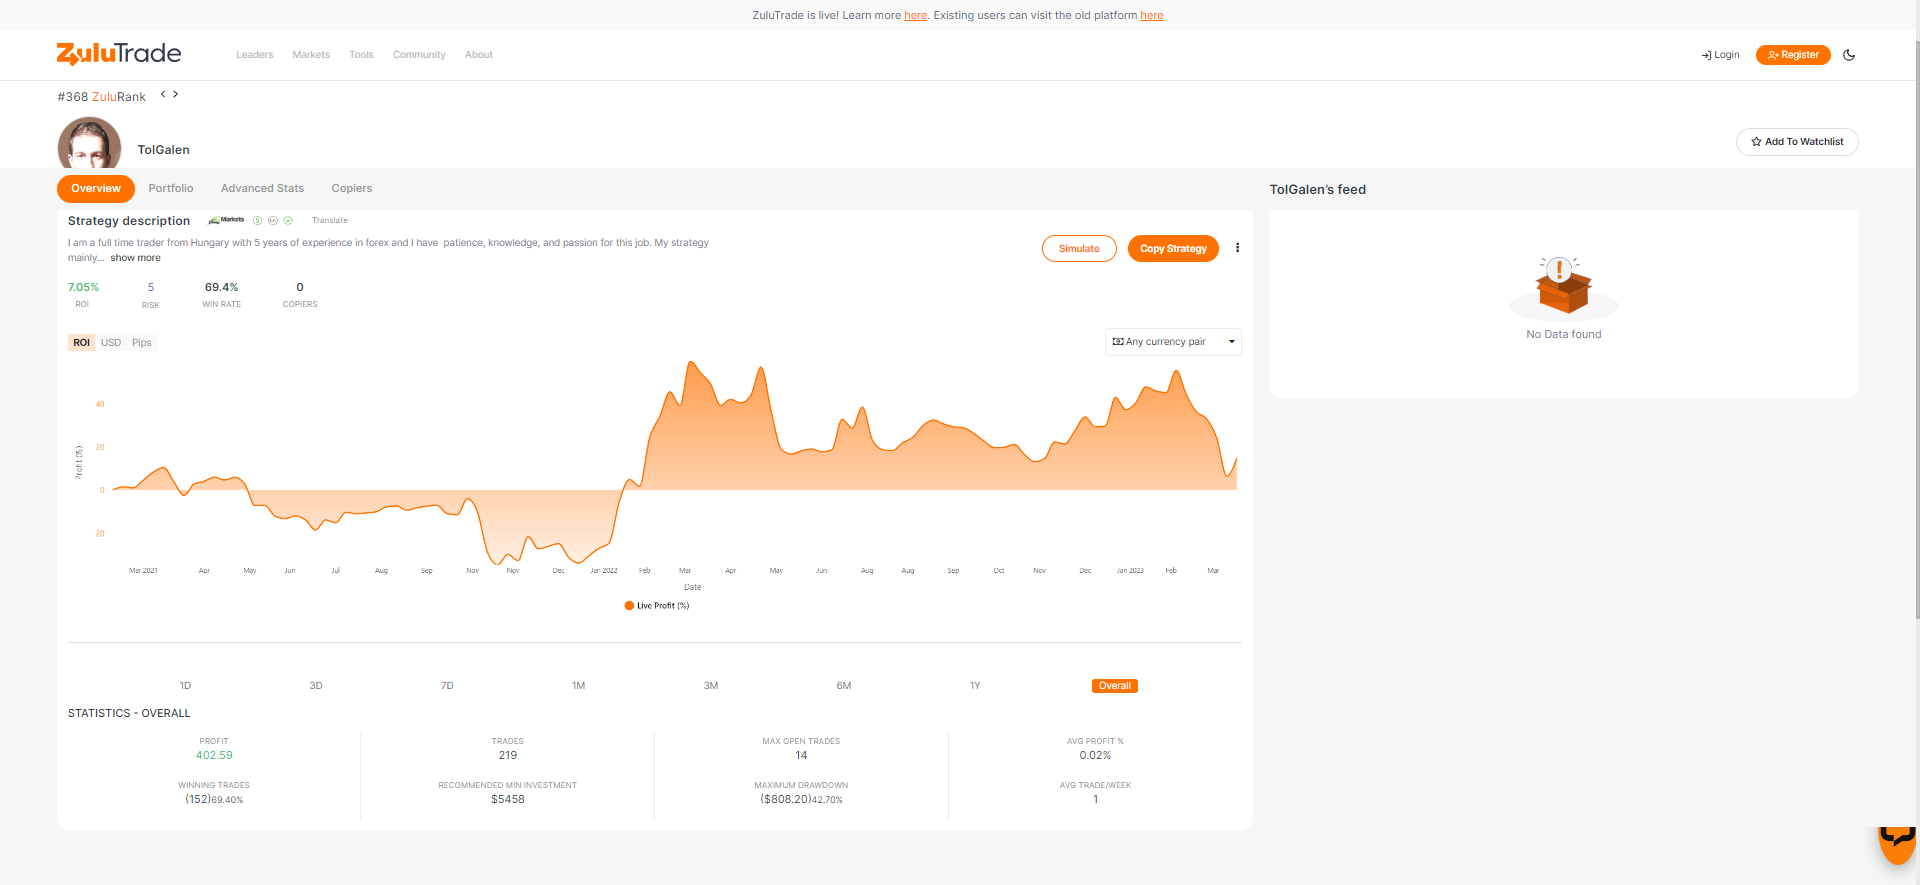 ZuluTrade is live! Learn more here. Existing users can visit the old platform here
ZuluTrade
Leaders Markets Tools Community About
Login Register
#368 ZuluRank
TolGalen
Add To Watchlist
Overview Portfolio Advanced Stats Copiers
TolGalen's feed
Strategy description Markets Translate
I am a full time trader from Hungary with 5 years of experience in forex and I have patience, knowledge, and passion for this job. My strategy
mainly... show more
Simulate Copy Strategy
7.05% 5 69.4% 0
ROI RISK WIN RATE COPIERS
No Data found
ROI USD Pips
Any currency pair
40
20
0
20
Profit (%)
Mar 2021 Apr May Jun Jul Aug Sep Nov Nov Dec Jan 2022 Feb Mar Apr May Jun Aug Aug Sep Oct Nov Dec Jan 2023 Feb Mar
Date
Live Profit (%)
1D 3D 7D 1M 3M 6M 1Y Overall
STATISTICS - OVERALL
PROFIT TRADES MAX OPEN TRADES AVG PROFIT %
402.59 219 14 0.02%
WINNING TRADES RECOMMENDED MIN INVESTMENT MAXIMUM DRAWDOWN AVG TRADE/WEEK
(152)69.40% $5458 ($808.20)42.70% 1